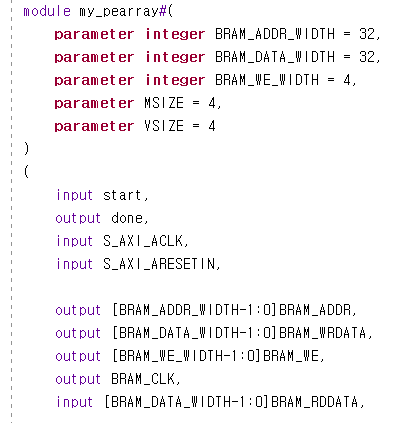 module my_pearray#(
parameter integer BRAM_ADDR_WIDTH = 32,
parameter integer BRAM_DATA_WIDTH = 32,
parameter integer BRAM_WE_WIDTH = 4,
parameter MSIZE = 4,
parameter VSIZE = 4
)
(
input start,
output done,
input S_AXI_ACLK,
input S_AXI_ARESETIN,
output [BRAM_ADDR_WIDTH-1:0]BRAM_ADDR,
output [BRAM_DATA_WIDTH-1:0]BRAM_WRDATA,
output [BRAM_WE_WIDTH-1:0]BRAM_WE,
output BRAM_CLK,
input [BRAM_DATA_WIDTH-1:0]BRAM_RDDATA,